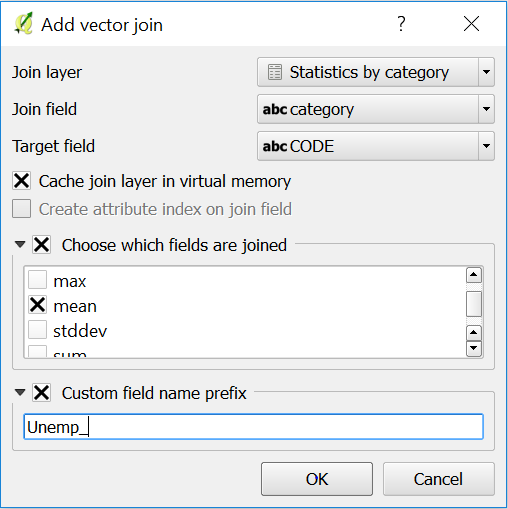 Add vector join ?
Join layer Statistics by category
Join field abc category
Target field abc CODE
Cache join layer in virtual memory
Create attribute index on join field
Choose which fields are joined
max
mean
stddev
sum
Custom field name prefix
Unemp_
OK Cancel